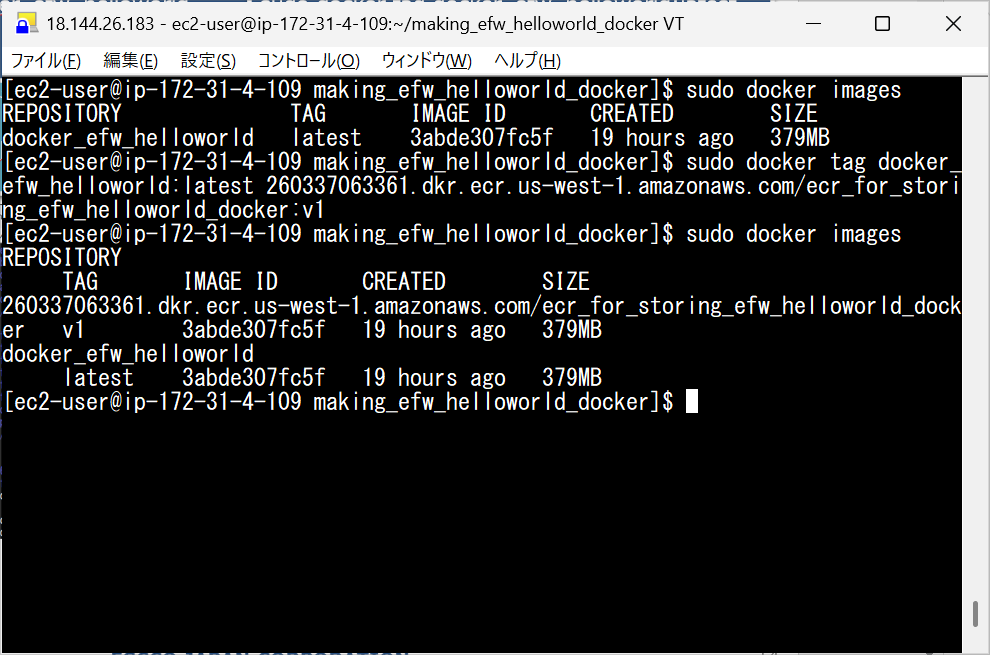 18.144.26.183 - ec2-user@ip-172-31-4-109:~/making_efw_helloworld_docker VT
ファイル(F) 編集(E) 設定(S) コントロール(O) ウィンドウ(W) ヘルプ(H)
[ec2-user@ip-172-31-4-109 making_efw_helloworld_docker]$ sudo docker images
REPOSITORY TAG IMAGE ID CREATED SIZE
docker_efw_helloworld latest 3abde307fc5f 19 hours ago 379MB
[ec2-user@ip-172-31-4-109 making_efw_helloworld_docker]$ sudo docker tag docker_
efw_helloworld:latest 260337063361.dkr.ecr.us-west-1.amazonaws.com/ecr_for_stori
ng_efw_helloworld_docker:v1
[ec2-user@ip-172-31-4-109 making_efw_helloworld_docker]$ sudo docker images
REPOSITORY
TAG IMAGE ID CREATED SIZE
260337063361.dkr.ecr.us-west-1.amazonaws.com/ecr_for_storing_efw_helloworld_dock
er v1 3abde307fc5f 19 hours ago 379MB
docker_efw_helloworld
latest 3abde307fc5f 19 hours ago 379MB
[ec2-user@ip-172-31-4-109 making_efw_helloworld_docker]$